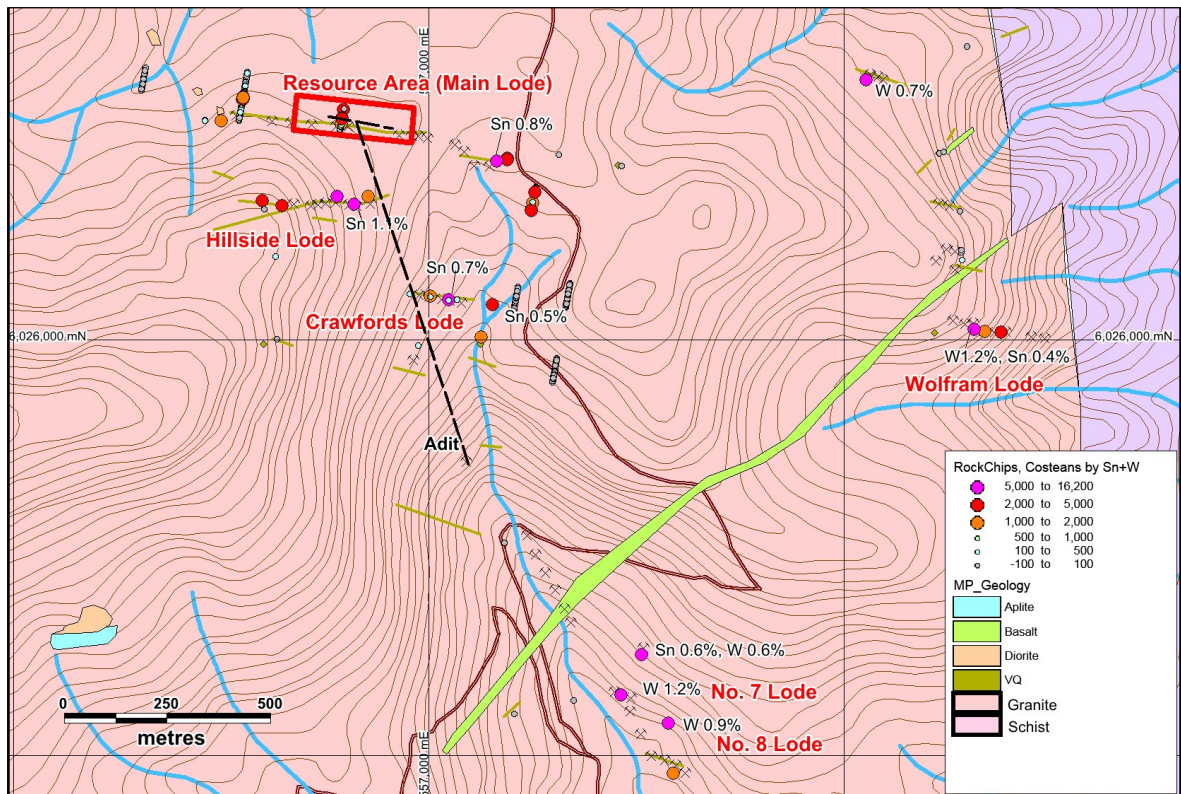 557,000 mE
Resource Area (Main Lode)
W 0.7%
Sn 0.8%
Sn 1.1%
Hillside Lode
Sn 0.7%
Crawfords Lode
Sn 0.5%
6,026,000 mN
6,026,000 mN
W1.2%, Sn 0.4%
Wolfram Lode
Adit
RockChips, Costeans by Sn+W
5,000 to 16,200
2,000 to 5,000
1,000 to 2,000
500 to 1,000
100 to 500
-100 to 100
MP_Geology
Aplite
Basalt
Diorite
VQ
Granite
Schist
Sn 0.6%, W 0.6%
W 1.2%
No. 7 Lode
W 0.9%
No. 8 Lode
0 250 500
metres
557,000 mE